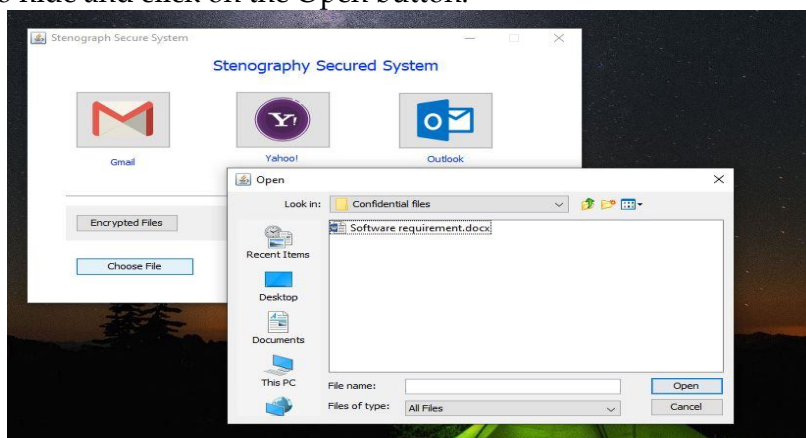 o hide and click on the Open button.
Stenograph Secure System
Stenography Secured System
Gmail
Yahoo!
Outlook
Encrypted Files
Choose File
Open
Look in:
Confidential files
Software requirement.docx
Recent Items
Desktop
Documents
This PC
File name:
Open
Files of type:
All Files
Cancel